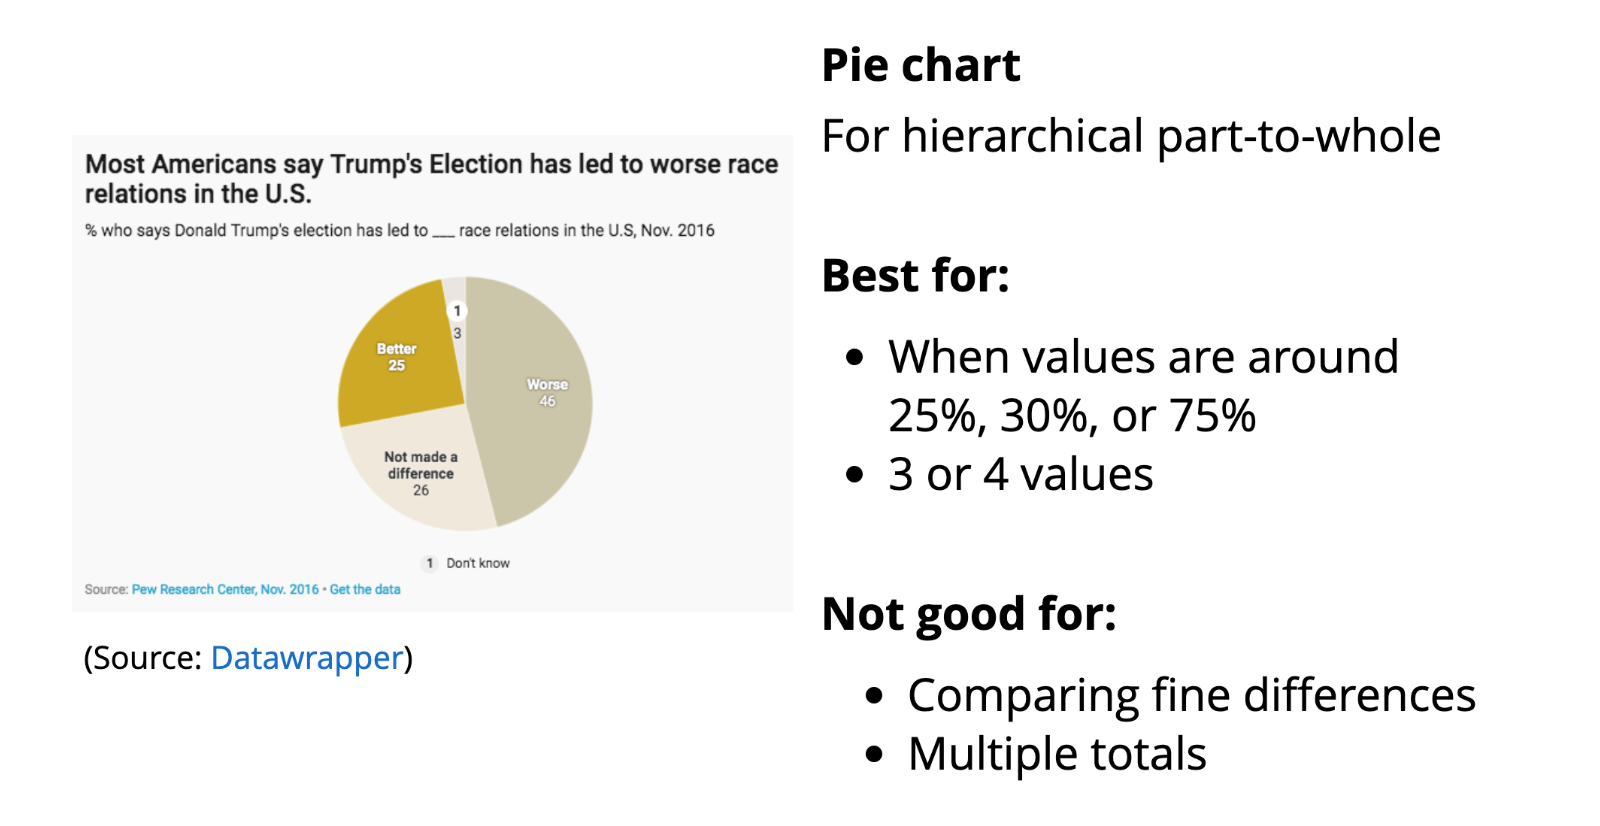 Pie chart
For hierarchical part-to-whole
Most Americans say Trump's Election has led to worse race
relations in the U.S.
% who says Donald Trump's election has led to ___ race relations in the U.S, Nov. 2016
1
3
Better
25
Worse
46
Not made a
difference
26
1 Don't know
Source: Pew Research Center, Nov. 2016 • Get the data
(Source: Datawrapper)
Best for:
• When values are around
25%, 30%, or 75%
• 3 or 4 values
Not good for:
• Comparing fine differences
• Multiple totals